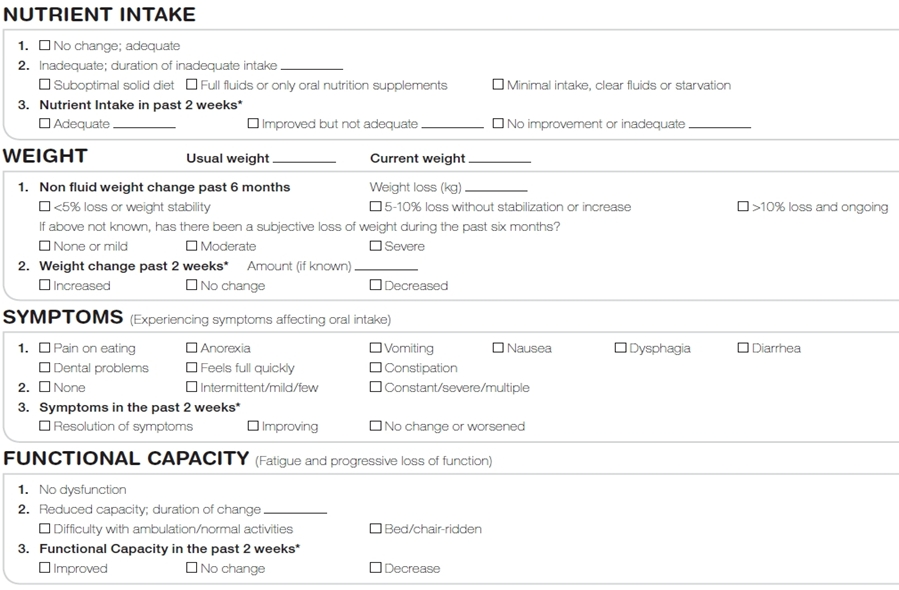 NUTRIENT INTAKE
1. No change; adequate
2. Inadequate; duration of inadequate intake
Suboptimal solid diet Full fluids or only oral nutrition supplements Minimal intake, clear fluids or starvation
3. Nutrient Intake in past 2 weeks*
Adequate Improved but not adequate No improvement or inadequate
WEIGHT Usual weight Current weight
1. Non fluid weight change past 6 months Weight loss (kg)
<5% loss or weight stability 5-10% loss without stabilization or increase >10% loss and ongoing
If above not known, has there been a subjective loss of weight during the past six months?
None or mild Moderate Severe
2. Weight change past 2 weeks* Amount (if known)
Increased No change Decreased
SYMPTOMS (Experiencing symptoms affecting oral intake)
1. Pain on eating Anorexia Vomiting Nausea Dysphagia Diarrhea
Dental problems Feels full quickly Constipation
2. None Intermittent/mild/few Constant/severe/multiple
3. Symptoms in the past 2 weeks*
Resolution of symptoms Improving No change or worsened
FUNCTIONAL CAPACITY (Fatigue and progressive loss of function)
1. No dysfunction
2. Reduced capacity; duration of change
Difficulty with ambulation/normal activities Bed/chair-ridden
3. Functional Capacity in the past 2 weeks*
Improved No change Decrease